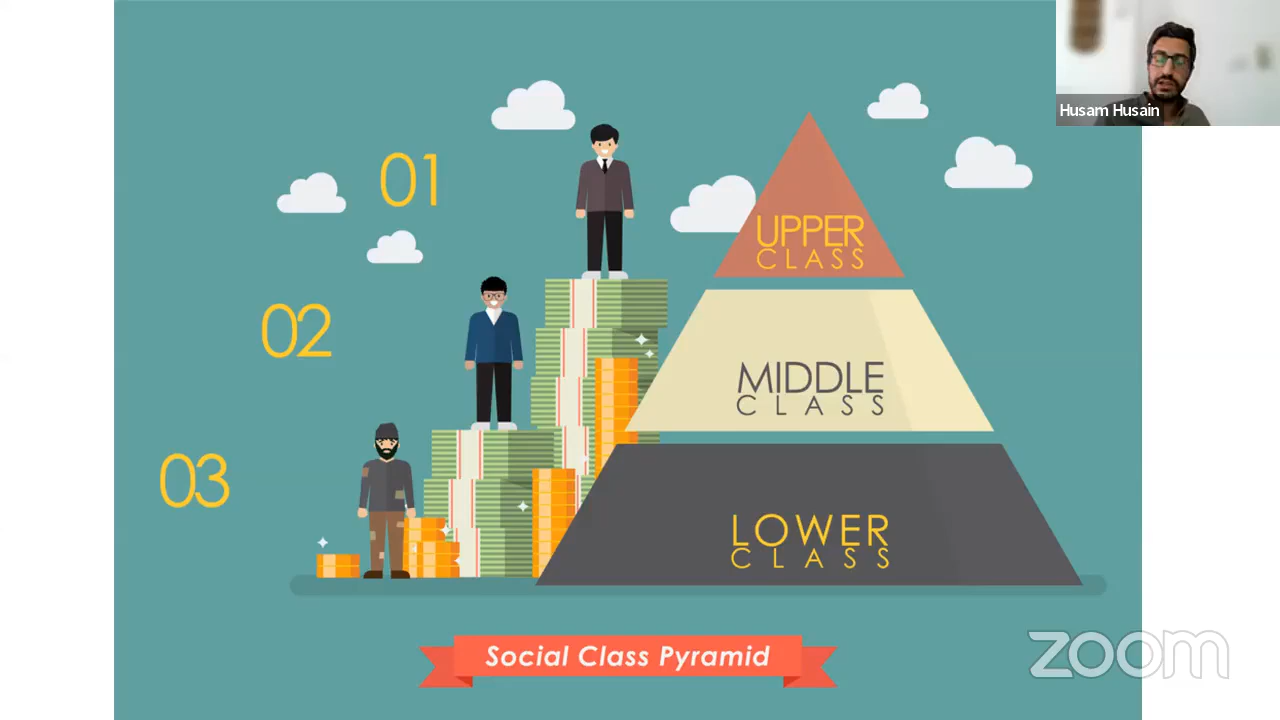 Husam Husain
01
UPPER
CLASS
02
MIDDLE
CLASS
03
LOWER
CLASS
Social Class Pyramid
zoom